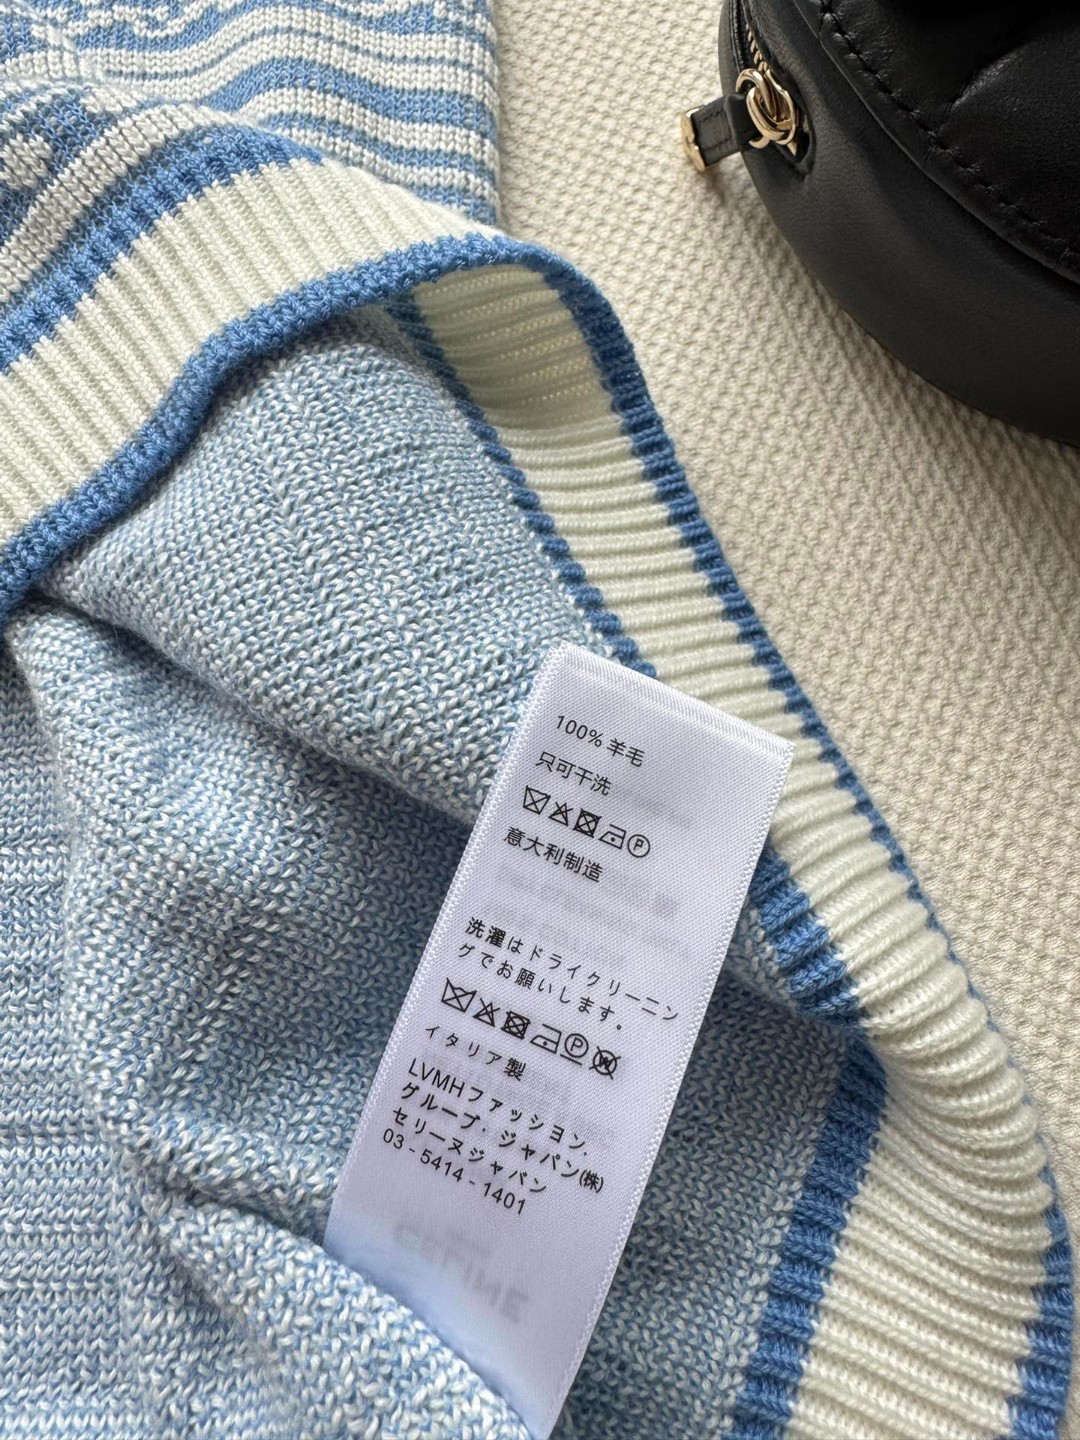 100% 羊毛
只可干洗
P
意大利制造
洗濯はドライクリーニン
グでお願いします。
P W
イタリア製
LVMHファッション.
グループ. ジャパン(株)
セリーヌジャパン
03-5414-1401
CELINE